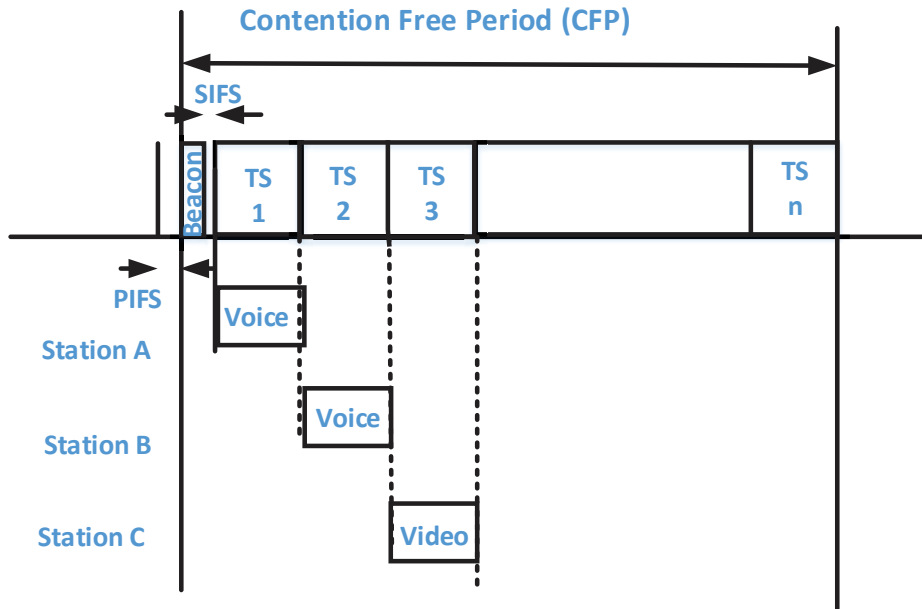 Contention Free Period (CFP)
SIFS
Beacon
TS
1
TS
2
TS
3
TS
n
PIFS
Voice
Station A
Voice
Station B
Video
Station C